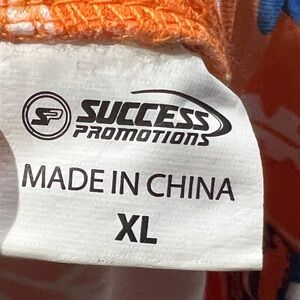 SP SUCCESS
PROMOTIONS
MADE IN CHINA
XL